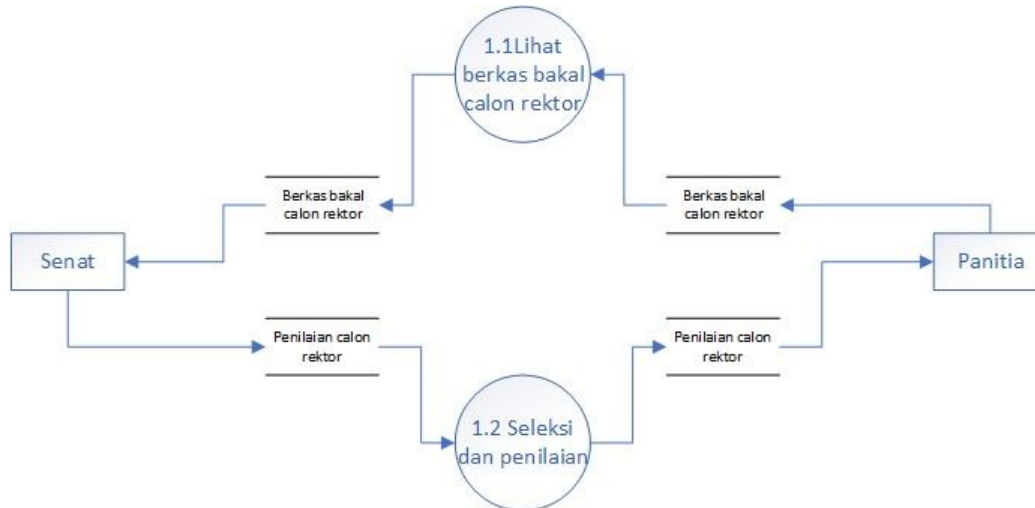 1.1Lihat
berkas bakal
calon rektor
Berkas bakal
calon rektor
Berkas bakal
calon rektor
Senat
Panitia
Penilaian calon
rektor
Penilaian calon
rektor
1.2 Seleksi
dan penilaian